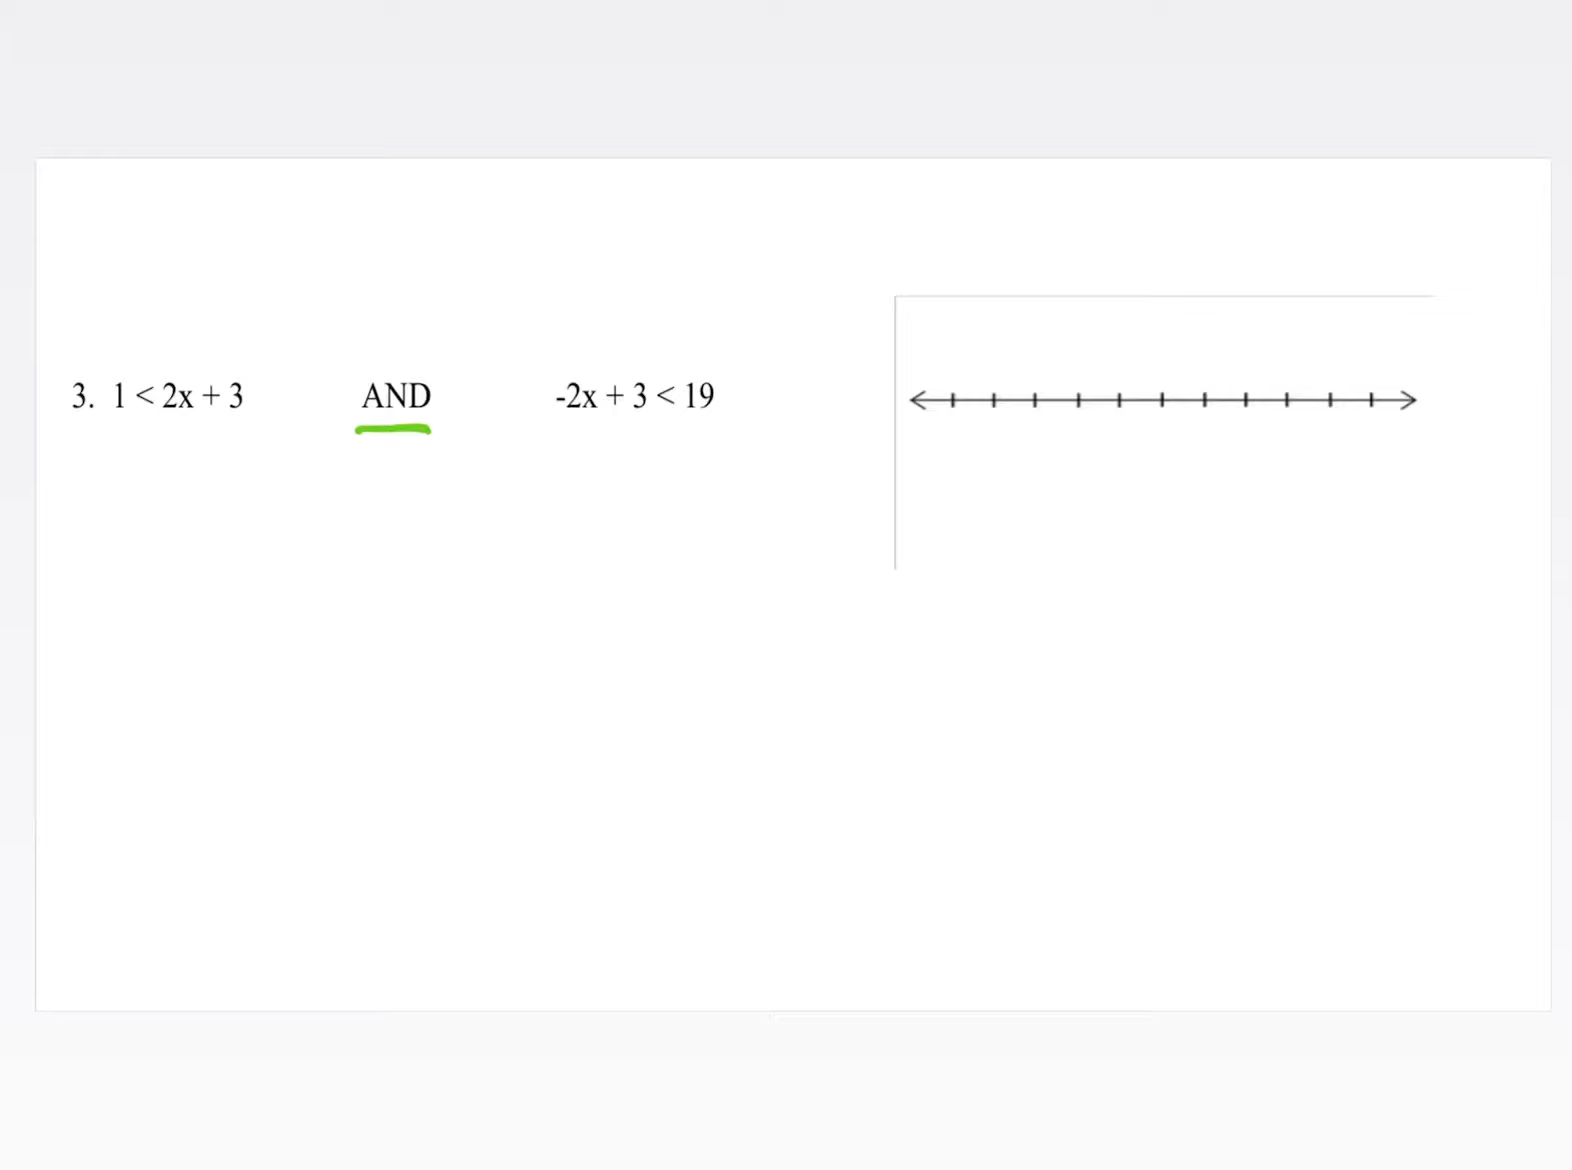 3. 1 < 2x + 3 AND -2x + 3 < 19